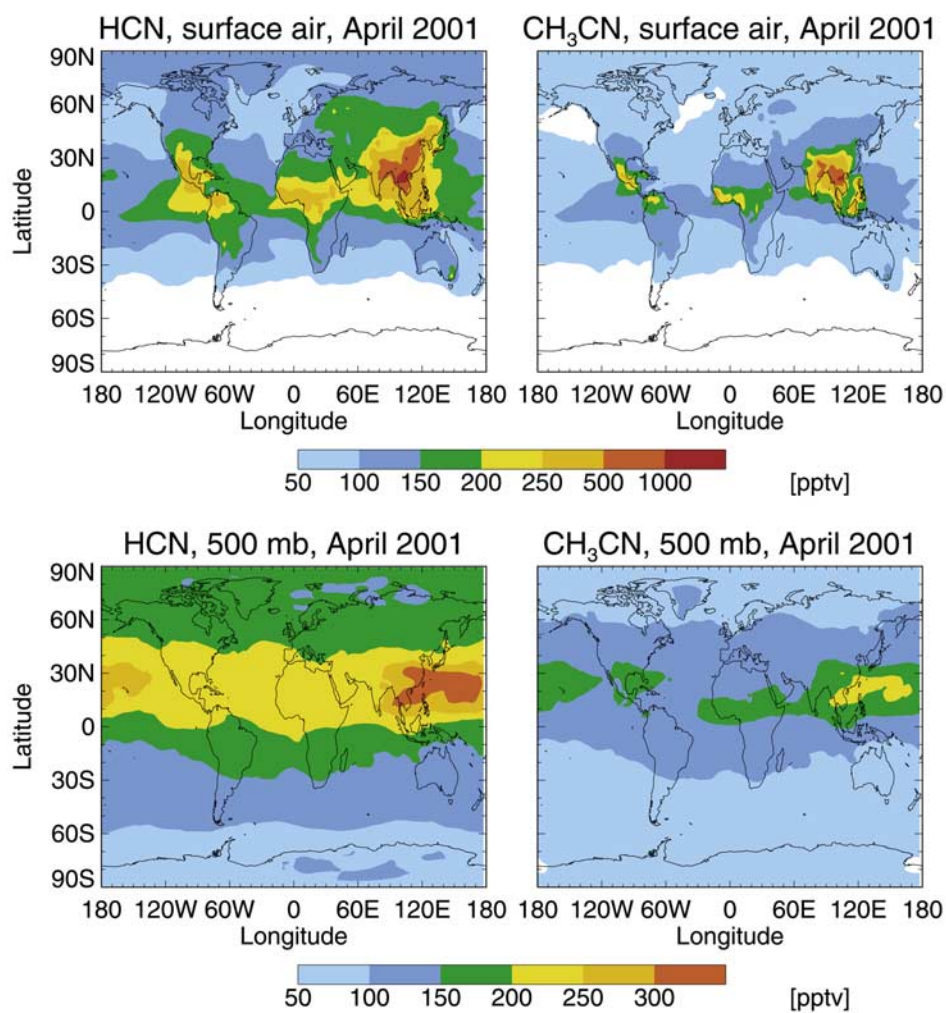 HCN, surface air, April 2001
CH₃CN, surface air, April 2001
90N
60N
30N
0
30S
60S
90S
Latitude
180 120W 60W 0 60E 120E 180
120W 60W 0 60E 120E 180
Longitude
Longitude
50 100 150 200 250 500 1000
[pptv]
HCN, 500 mb, April 2001
CH₃CN, 500 mb, April 2001
90N
60N
30N
0
30S
60S
90S
Latitude
180 120W 60W 0 60E 120E 180
120W 60W 0 60E 120E 180
Longitude
Longitude
50 100 150 200 250 300
[pptv]